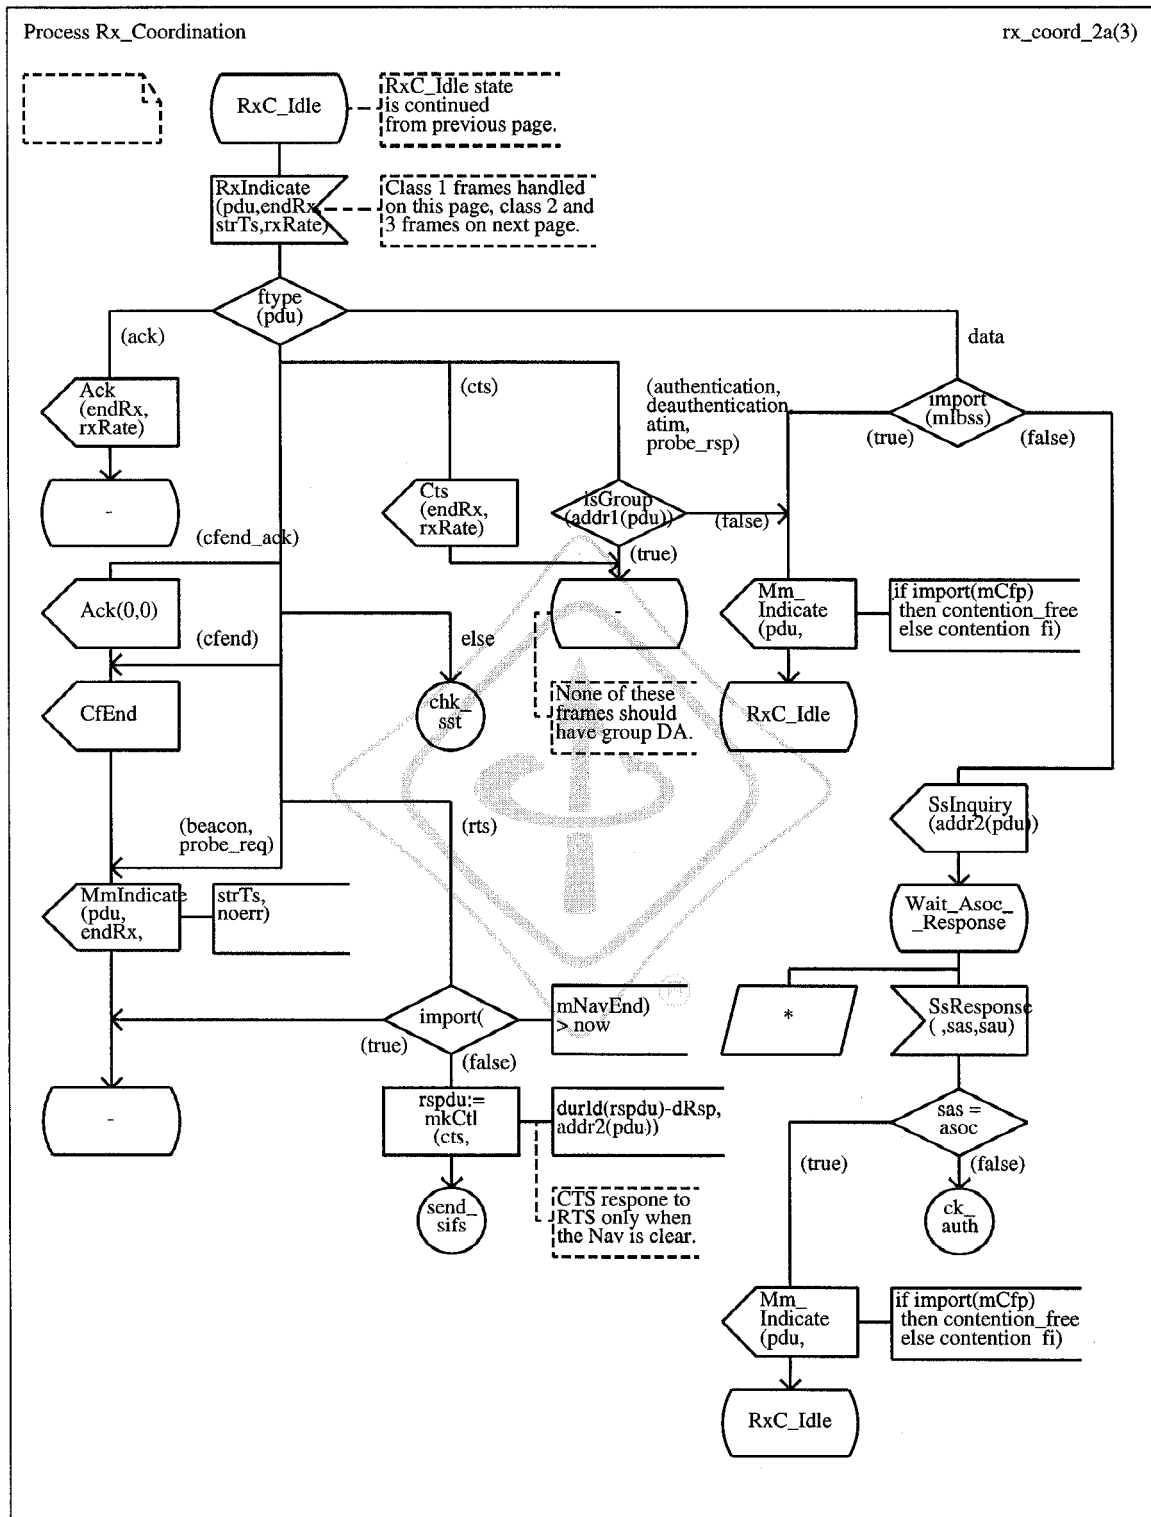 Process Rx_Coordination
rx_coord_2a(3)
RxC_Idle
RxC_Idle state
is continued
from previous page.
RxIndicate
(pdu,endRx,
strTs,rxRate)
Class 1 frames handled
on this page, class 2 and
3 frames on next page.
ftype
(pdu)
(ack)
data
Ack
(endRx,
rxRate)
-
(cts)
(authentication,
deauthentication,
atim,
probe_rsp)
import
(mIbss)
(true)
(false)
Cts
(endRx,
rxRate)
isGroup
(addr1(pdu))
(false)
(true)
(cfend_ack)
Ack(0,0)
(cfend)
else
-
Mm_
Indicate
(pdu,
if import(mCfp)
then contention_free
else contention fi)
CfEnd
chk_
sst
None of these
frames should
have group DA.
RxC_Idle
(beacon,
probe_req)
(rts)
SsInquiry
(addr2(pdu))
MmIndicate
(pdu,
endRx,
strTs,
noerr)
Wait_Asoc_
_Response
import(
mNavEnd)
> now
(true)
(false)
*
SsResponse
( ,sas,sau)
-
rspdu:=
mkCtl
(cts,
durId(rspdu)-dRsp,
addr2(pdu))
sas =
asoc
(true)
(false)
send_
sifs
CTS respone to
RTS only when
the Nav is clear.
ck_
auth
Mm_
Indicate
(pdu,
if import(mCfp)
then contention_free
else contention fi)
RxC_Idle